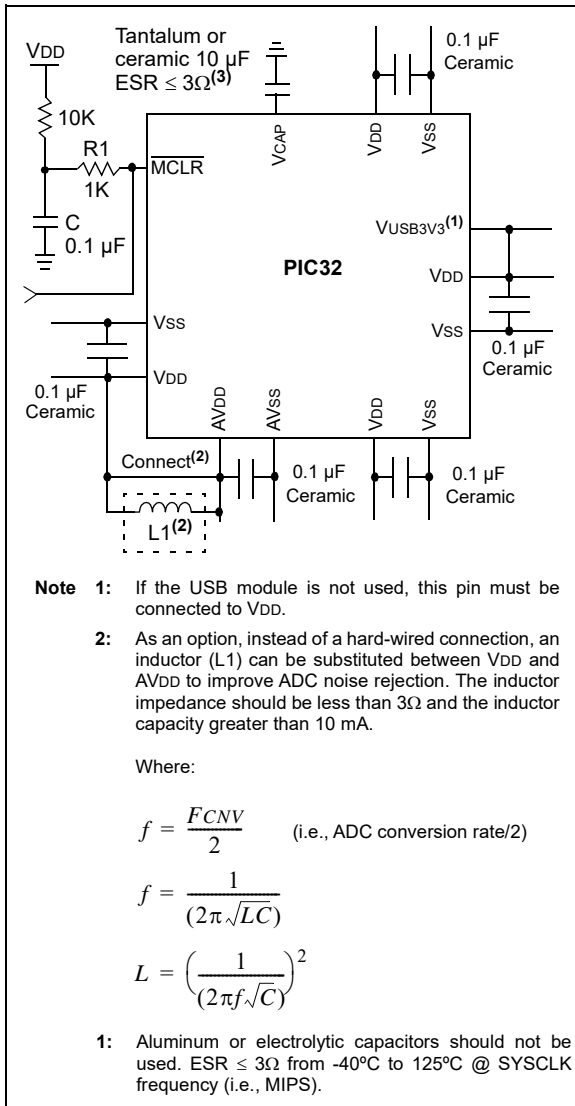 Tantalum or
ceramic 10 µF
ESR ≤ 3Ω(3)
0.1 µF
Ceramic
VDD
10K
R1
1K
C
0.1 µF
MCLR
VCAP
VDD
VSS
VUSB3V3(1)
VDD
VSS
PIC32
0.1 µF
Ceramic
VSS
VDD
0.1 µF
Ceramic
AVDD
AVSS
VDD
VSS
Connect(2)
L1(2)
0.1 µF
Ceramic
0.1 µF
Ceramic
Note 1: If the USB module is not used, this pin must be
connected to VDD.
2: As an option, instead of a hard-wired connection, an
inductor (L1) can be substituted between VDD and
AVDD to improve ADC noise rejection. The inductor
impedance should be less than 3Ω and the inductor
capacity greater than 10 mA.
Where:
f = FCNV / 2 (i.e., ADC conversion rate/2)
f = 1 / (2π√LC)
L = (1 / (2πf√C))²
1: Aluminum or electrolytic capacitors should not be
used. ESR ≤ 3Ω from -40ºC to 125ºC @ SYSCLK
frequency (i.e., MIPS).